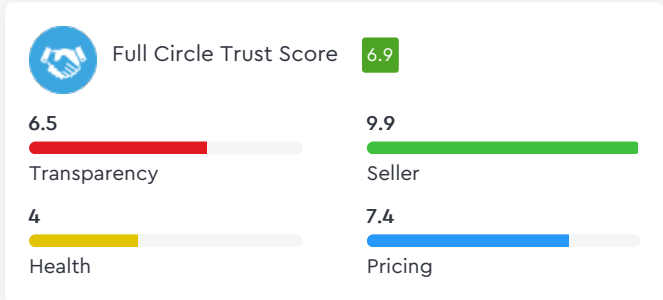 Full Circle Trust Score 6.9
6.5 9.9
Transparency Seller
4 7.4
Health Pricing